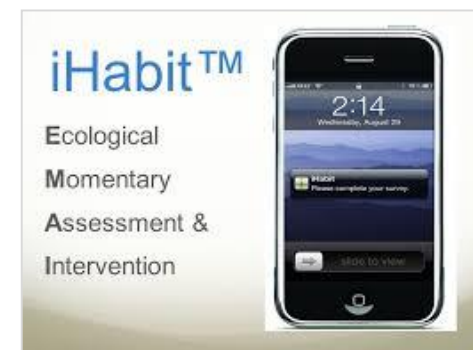 iHabit™
Ecological
Momentary
Assessment &
Intervention
2:14
Wednesday, August 29
iHabit
Please complete your survey.
slide to view